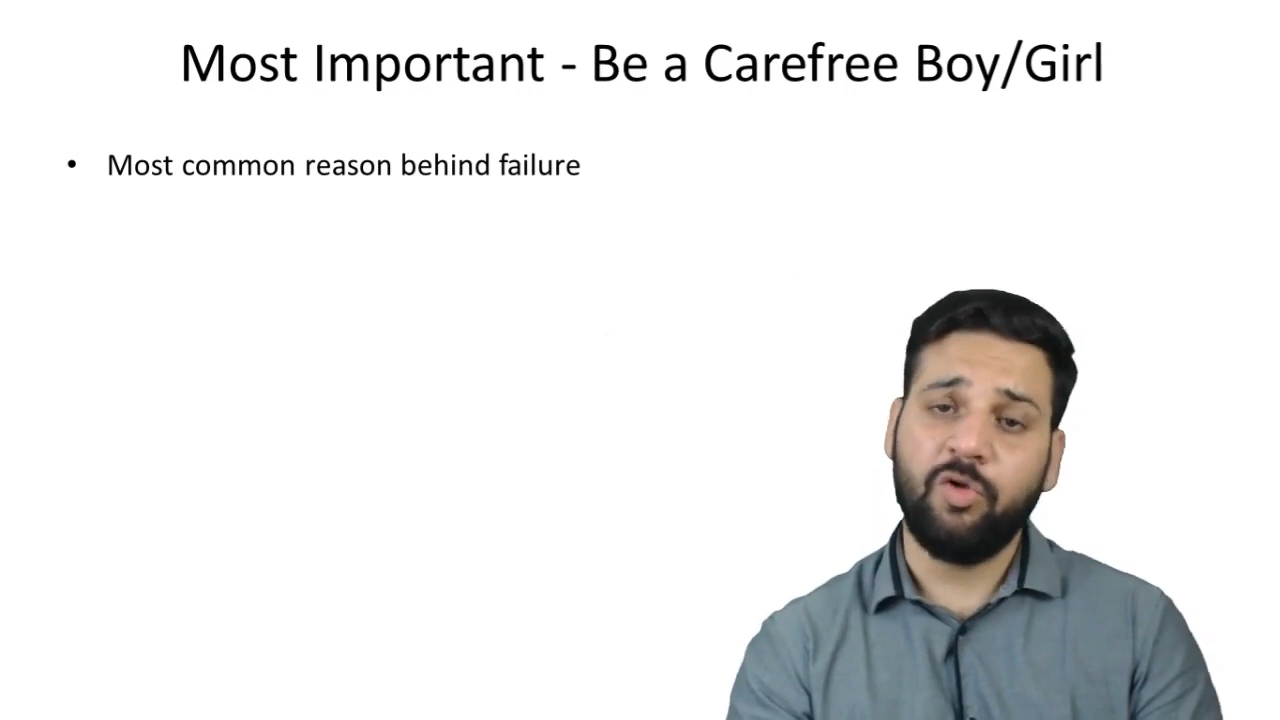 Most Important - Be a Carefree Boy/Girl
• Most common reason behind failure